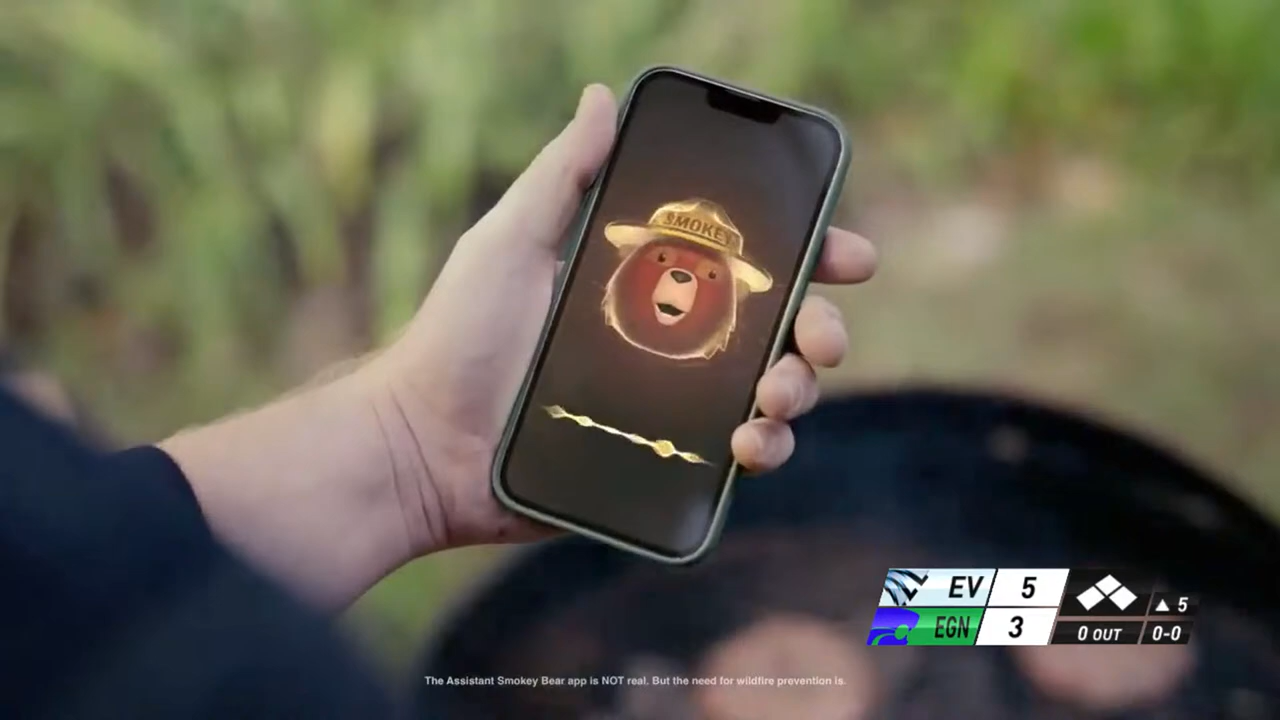 SMOKEY
EV 5
EGN 3
▲ 5
0 OUT 0-0
The Assistant Smokey Bear app is NOT real. But the need for wildfire prevention is.